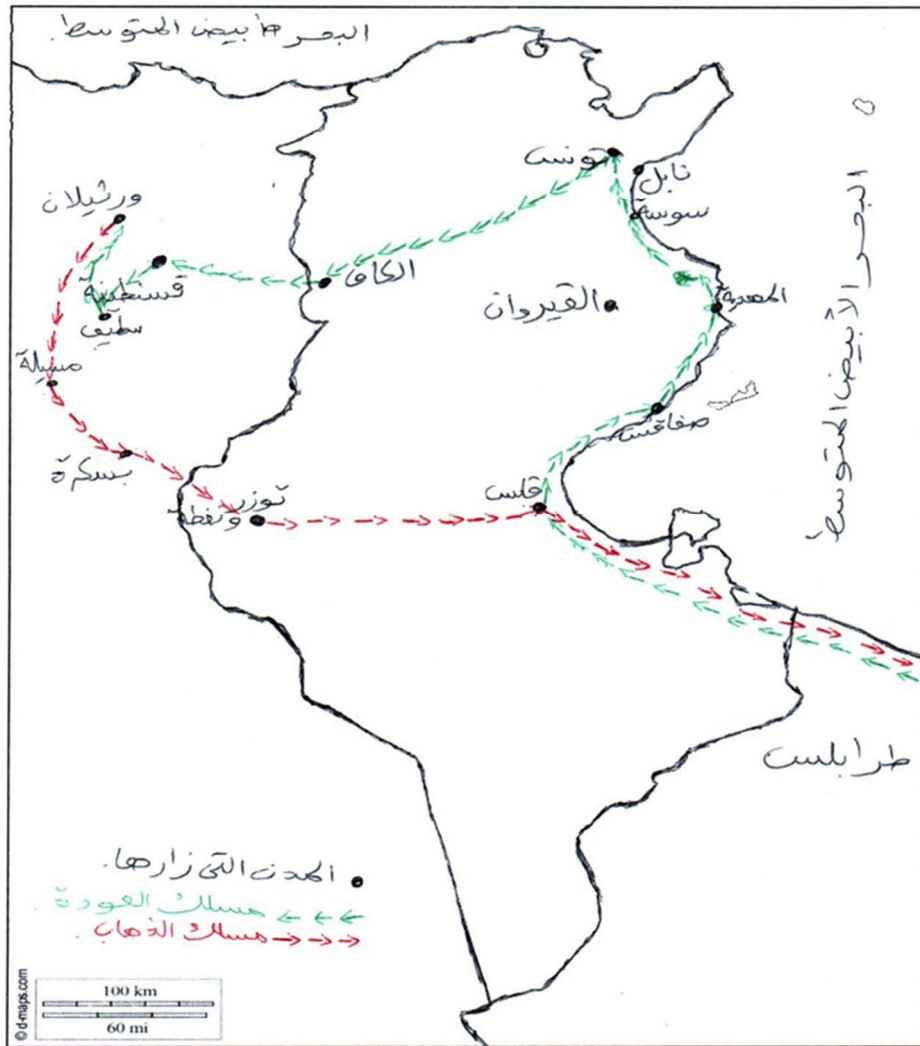 البحر الأبيض المتوسط.
تونس
نابل
سوسة
ورثيلان
البحر الأبيض المتوسط
الكاف
قسنطينة
سطيف
القيروان
المهدية
مسيلة
صفاقس
بسكرة
توزر
ونفطة
قابس
طرابلس
المدن التي زارها.
مسلك العودة.
مسلك الذهاب.
100 km
60 mi
© d-maps.com